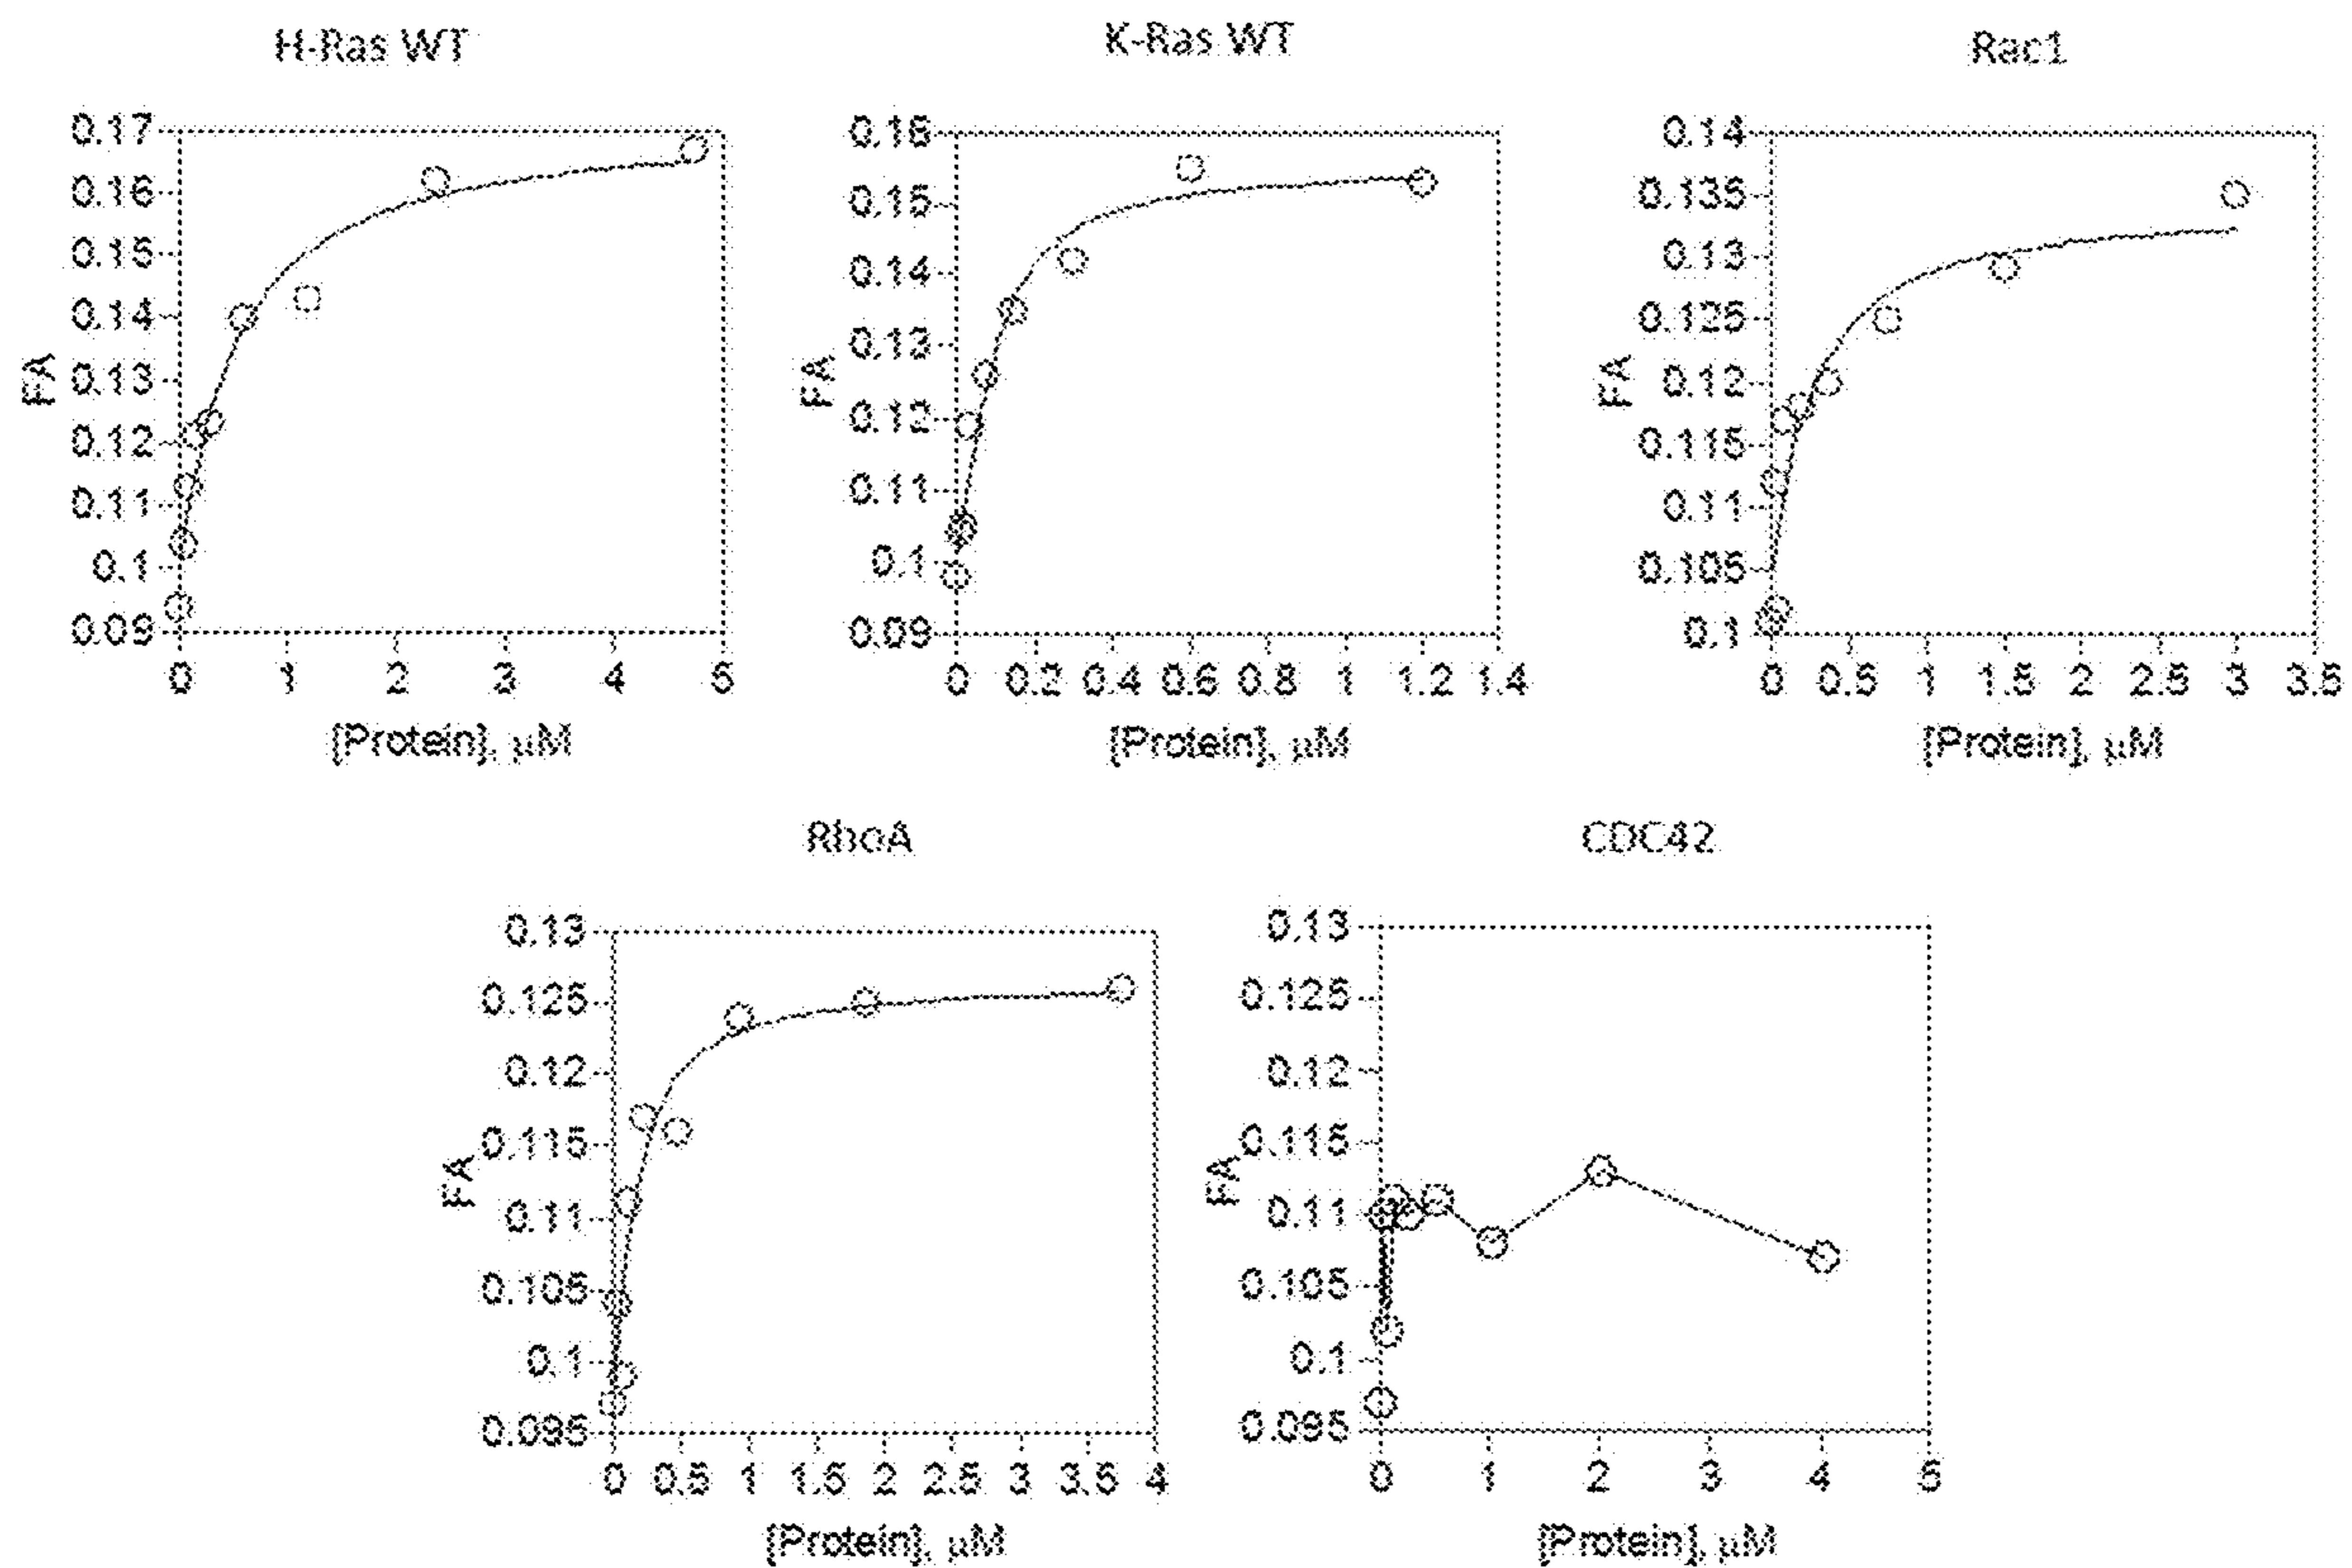 H-Ras WT
K-Ras WT
Rac1
0.17
0.16
0.15
0.14
0.13
0.12
0.11
0.1
0.09
FA
0 1 2 3 4 5
[Protein], µM
0.16
0.15
0.14
0.13
0.12
0.11
0.1
0.09
FA
0 0.2 0.4 0.6 0.8 1 1.2 1.4
[Protein], µM
0.14
0.135
0.13
0.125
0.12
0.115
0.11
0.105
0.1
FA
0 0.5 1 1.5 2 2.5 3 3.5
[Protein], µM
RhoA
CDC42
0.13
0.125
0.12
0.115
0.11
0.105
0.1
0.095
FA
0 0.5 1 1.5 2 2.5 3 3.5 4
[Protein], µM
0.13
0.125
0.12
0.115
0.11
0.105
0.1
0.095
FA
0 1 2 3 4 5
[Protein], µM